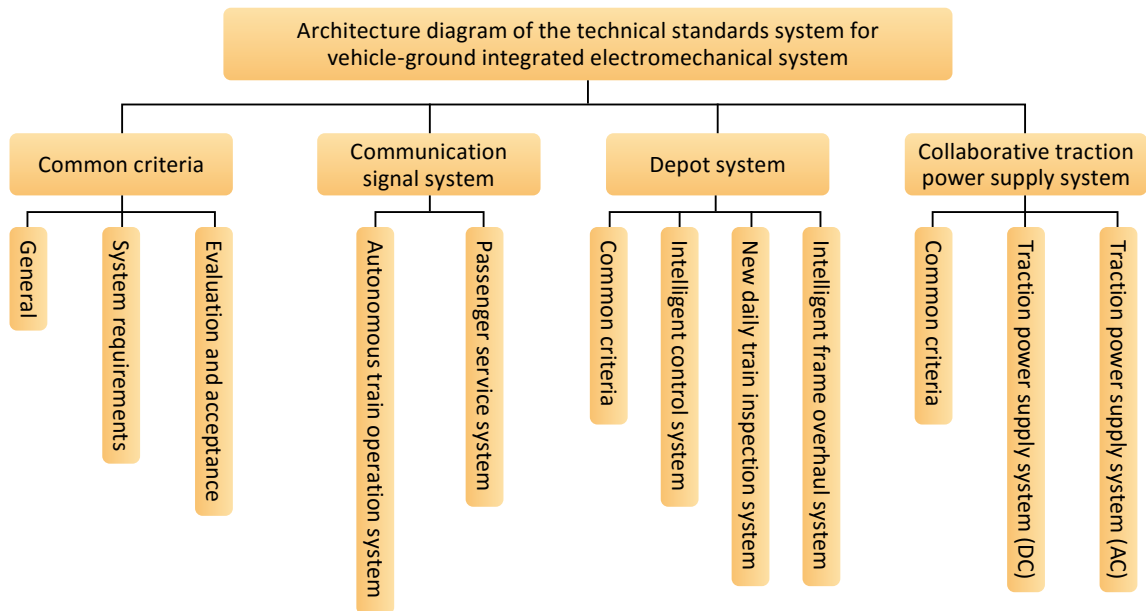 Architecture diagram of the technical standards system for
vehicle-ground integrated electromechanical system
Common criteria
Communication
signal system
Depot system
Collaborative traction
power supply system
General
System requirements
Evaluation and acceptance
Autonomous train operation system
Passenger service system
Common criteria
Intelligent control system
New daily train inspection system
Intelligent frame overhaul system
Common criteria
Traction power supply system (DC)
Traction power supply system (AC)